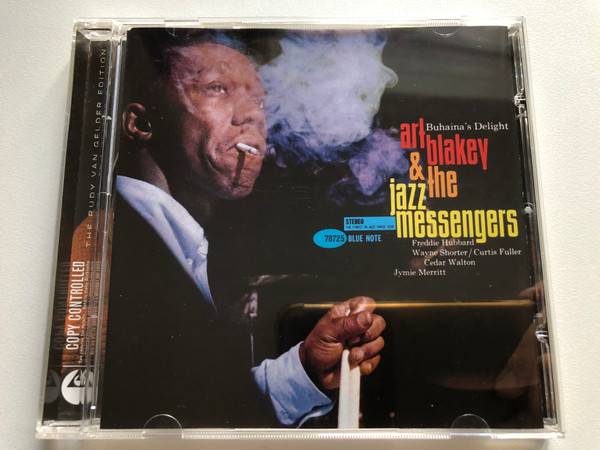 Buhaina's Delight
art
blakey
& the
jazz
messengers
STEREO
78725 BLUE NOTE
Freddie Hubbard
Wayne Shorter/Curtis Fuller
Cedar Walton
Jymie Merritt
THE RUDY VAN GELDER EDITION
COPY CONTROLLED